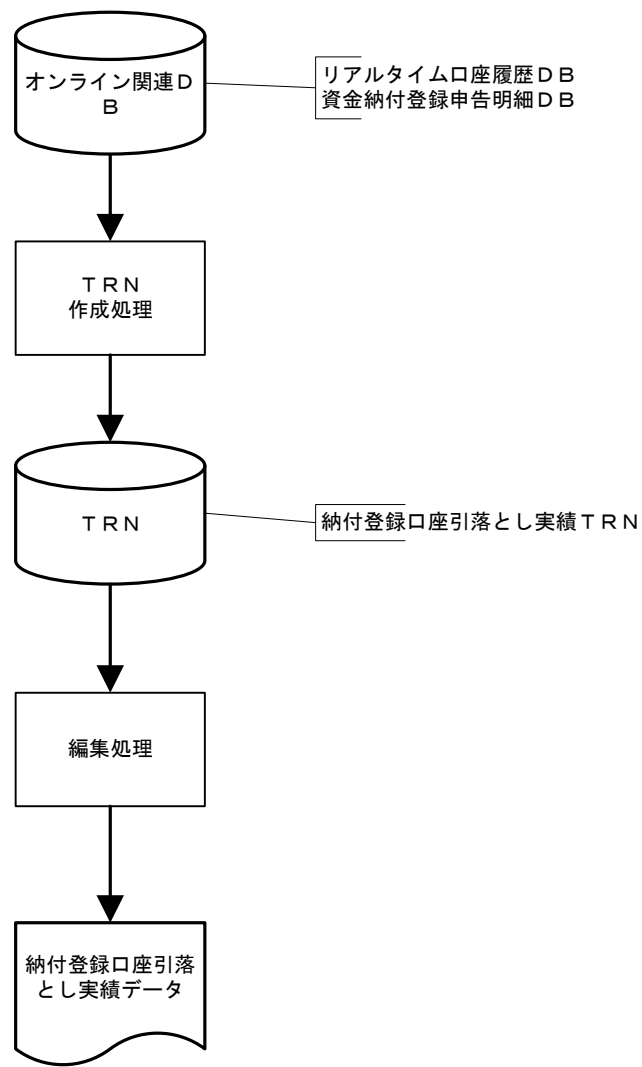 オンライン関連Ｄ
Ｂ
リアルタイム口座履歴ＤＢ
資金納付登録申告明細ＤＢ
ＴＲＮ
作成処理
ＴＲＮ
納付登録口座引落とし実績ＴＲＮ
編集処理
納付登録口座引落
とし実績データ